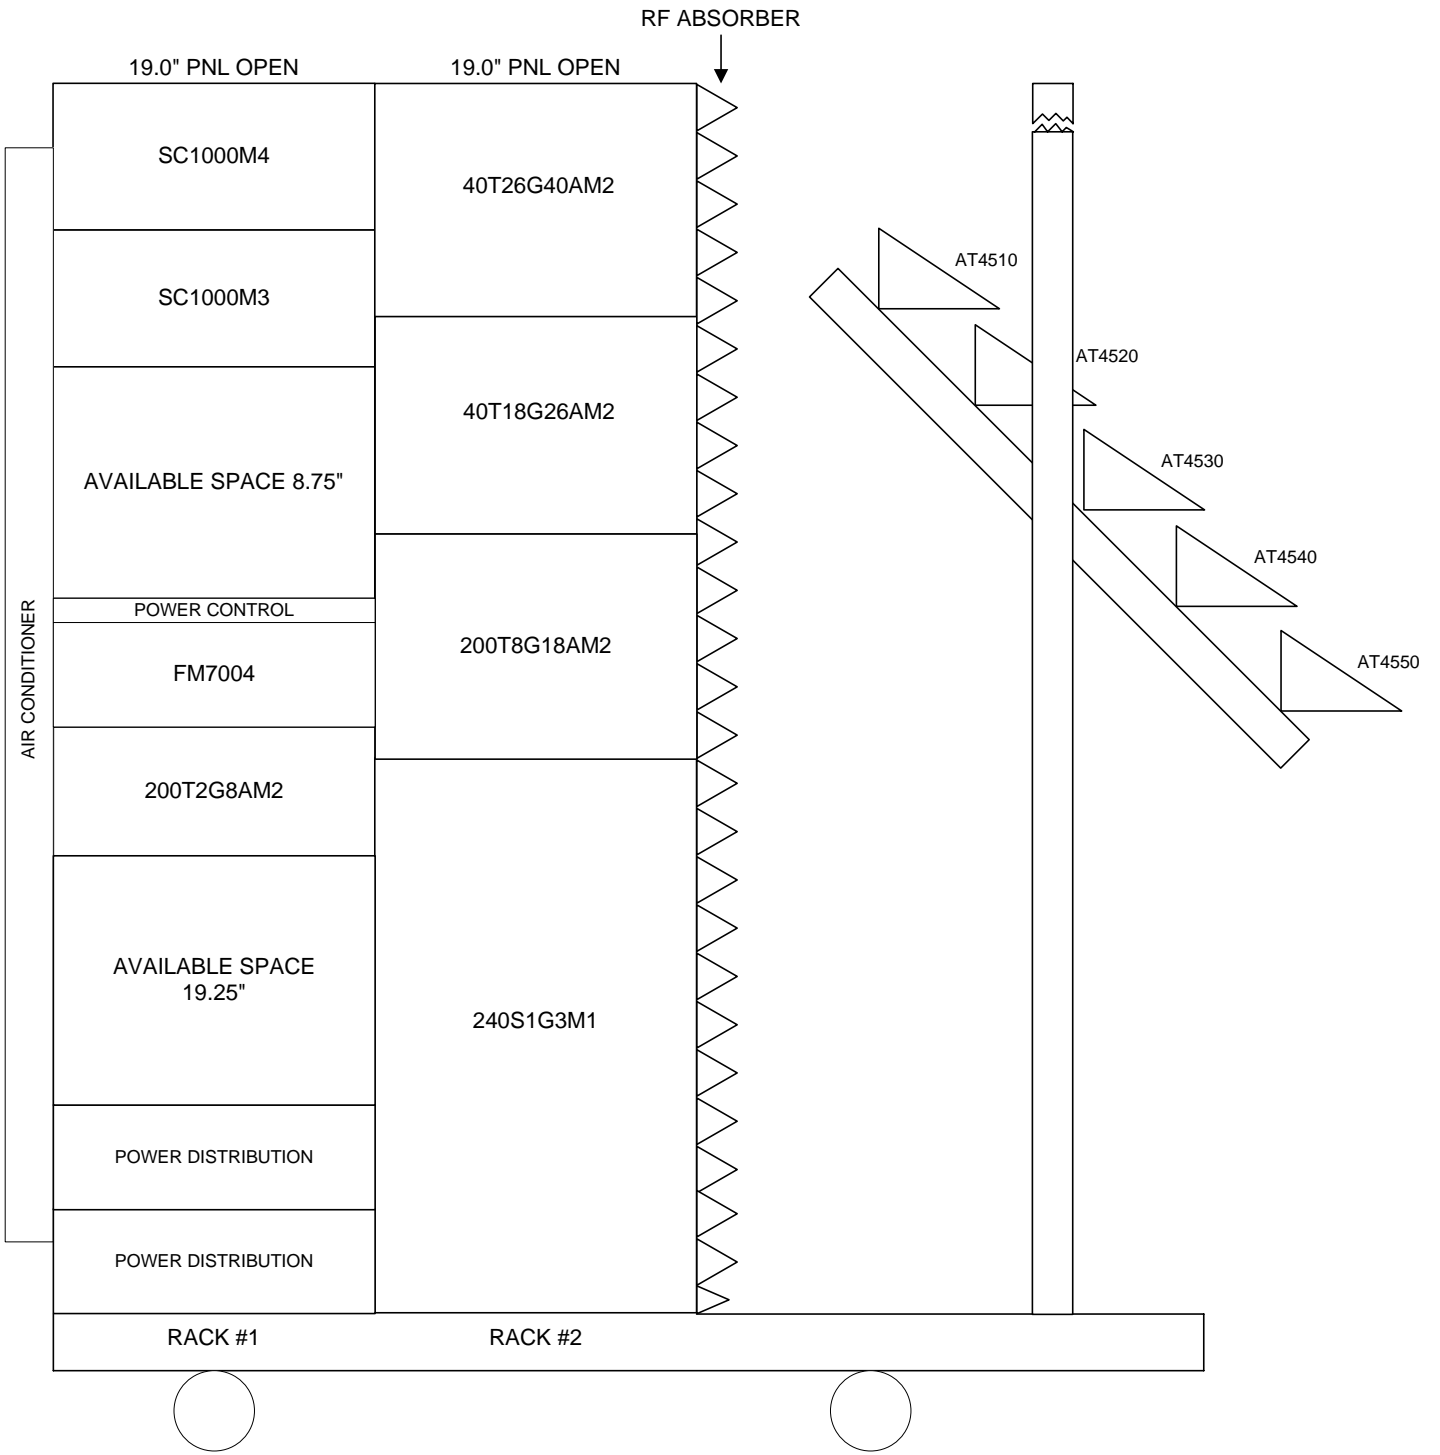 RF ABSORBER
19.0" PNL OPEN
19.0" PNL OPEN
SC1000M4
SC1000M3
AVAILABLE SPACE 8.75"
POWER CONTROL
FM7004
200T2G8AM2
AVAILABLE SPACE
19.25"
POWER DISTRIBUTION
POWER DISTRIBUTION
RACK #1
AIR CONDITIONER
40T26G40AM2
40T18G26AM2
200T8G18AM2
240S1G3M1
RACK #2
AT4510
AT4520
AT4530
AT4540
AT4550